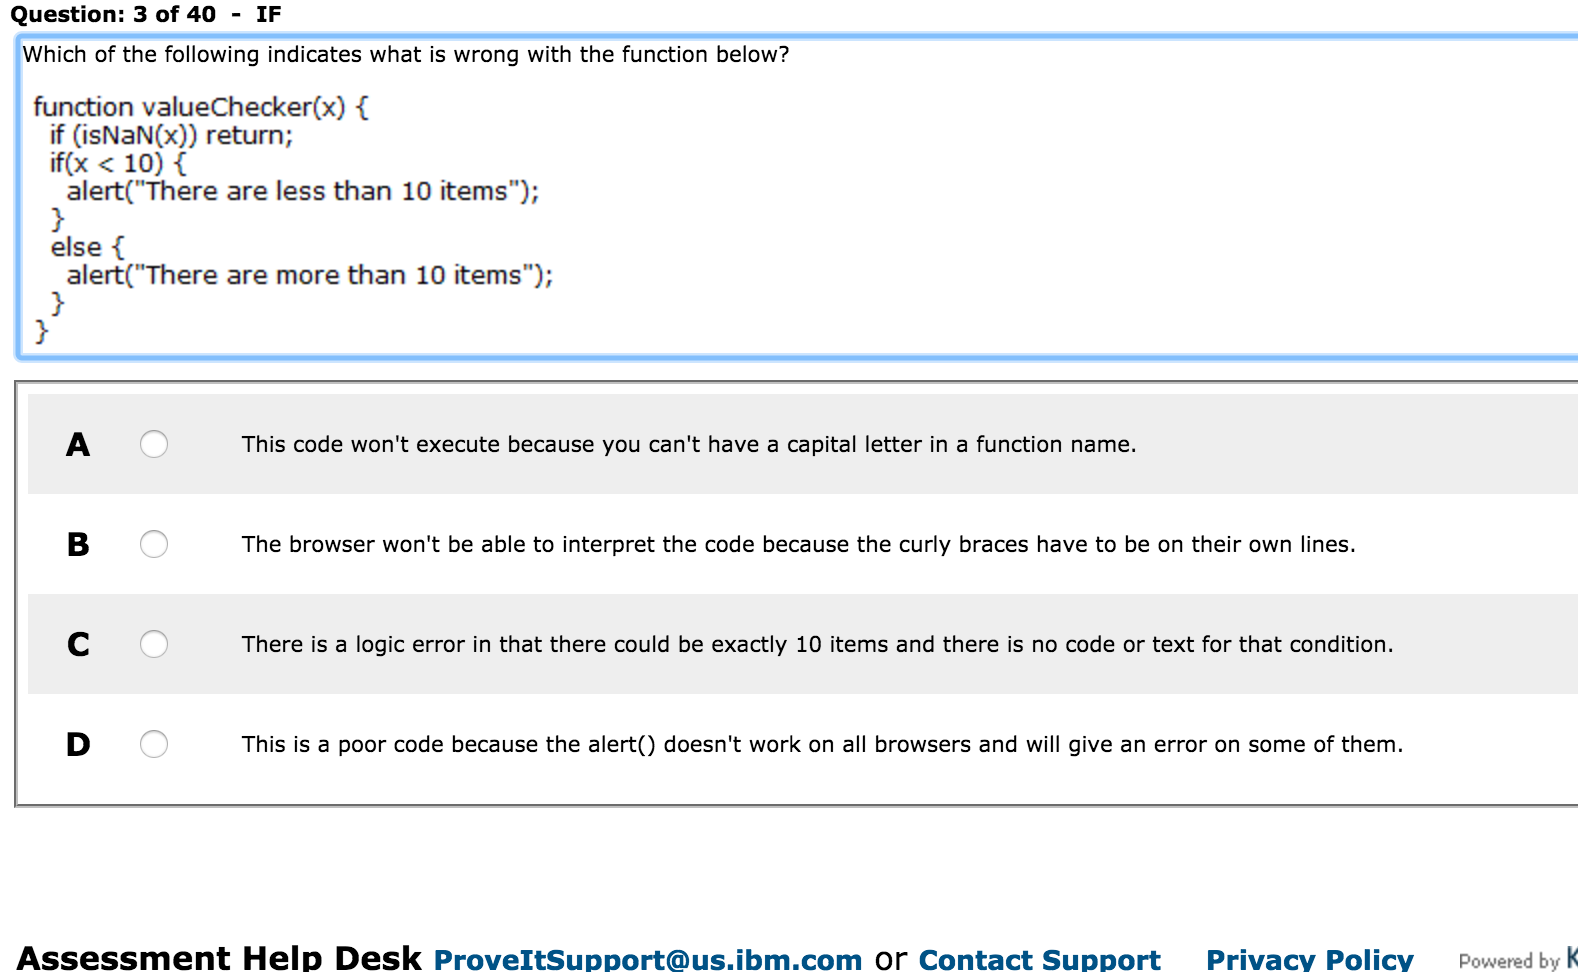 Question: 3 of 40 - IF
Which of the following indicates what is wrong with the function below?
function valueChecker(x) {
if (isNaN(x)) return;
if(x < 10) {
alert("There are less than 10 items");
}
else {
alert("There are more than 10 items");
}
}
A This code won't execute because you can't have a capital letter in a function name.
B The browser won't be able to interpret the code because the curly braces have to be on their own lines.
C There is a logic error in that there could be exactly 10 items and there is no code or text for that condition.
D This is a poor code because the alert() doesn't work on all browsers and will give an error on some of them.
Assessment Help Desk ProveItSupport@us.ibm.com or Contact Support Privacy Policy Powered by